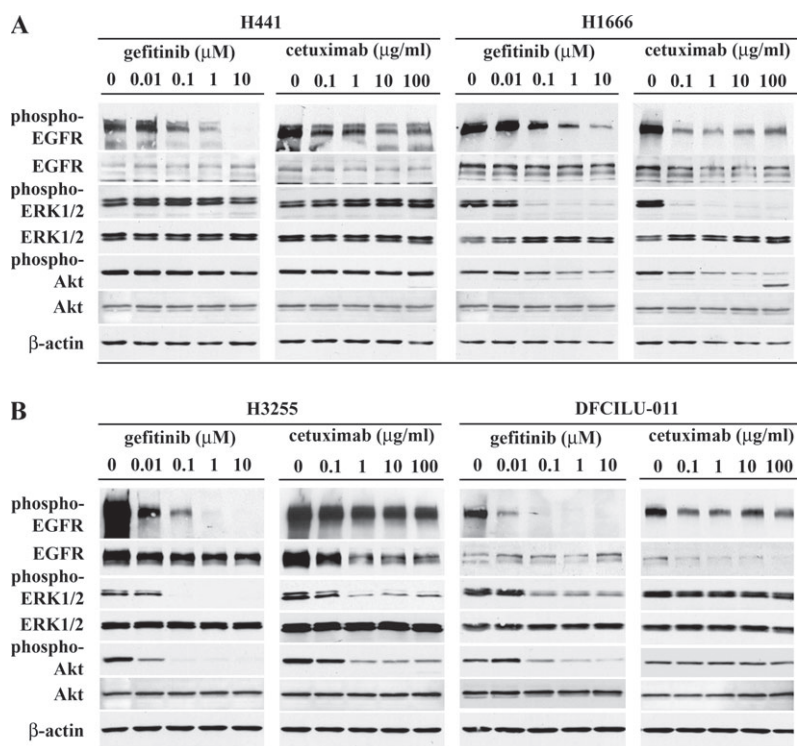 A
H441
H1666
gefitinib (μM)
cetuximab (μg/ml)
gefitinib (μM)
cetuximab (μg/ml)
0 0.01 0.1 1 10
0 0.1 1 10 100
0 0.01 0.1 1 10
0 0.1 1 10 100
phospho-
EGFR
EGFR
phospho-
ERK1/2
ERK1/2
phospho-
Akt
Akt
β-actin
B
H3255
DFCILU-011
gefitinib (μM)
cetuximab (μg/ml)
gefitinib (μM)
cetuximab (μg/ml)
0 0.01 0.1 1 10
0 0.1 1 10 100
0 0.01 0.1 1 10
0 0.1 1 10 100
phospho-
EGFR
EGFR
phospho-
ERK1/2
ERK1/2
phospho-
Akt
Akt
β-actin